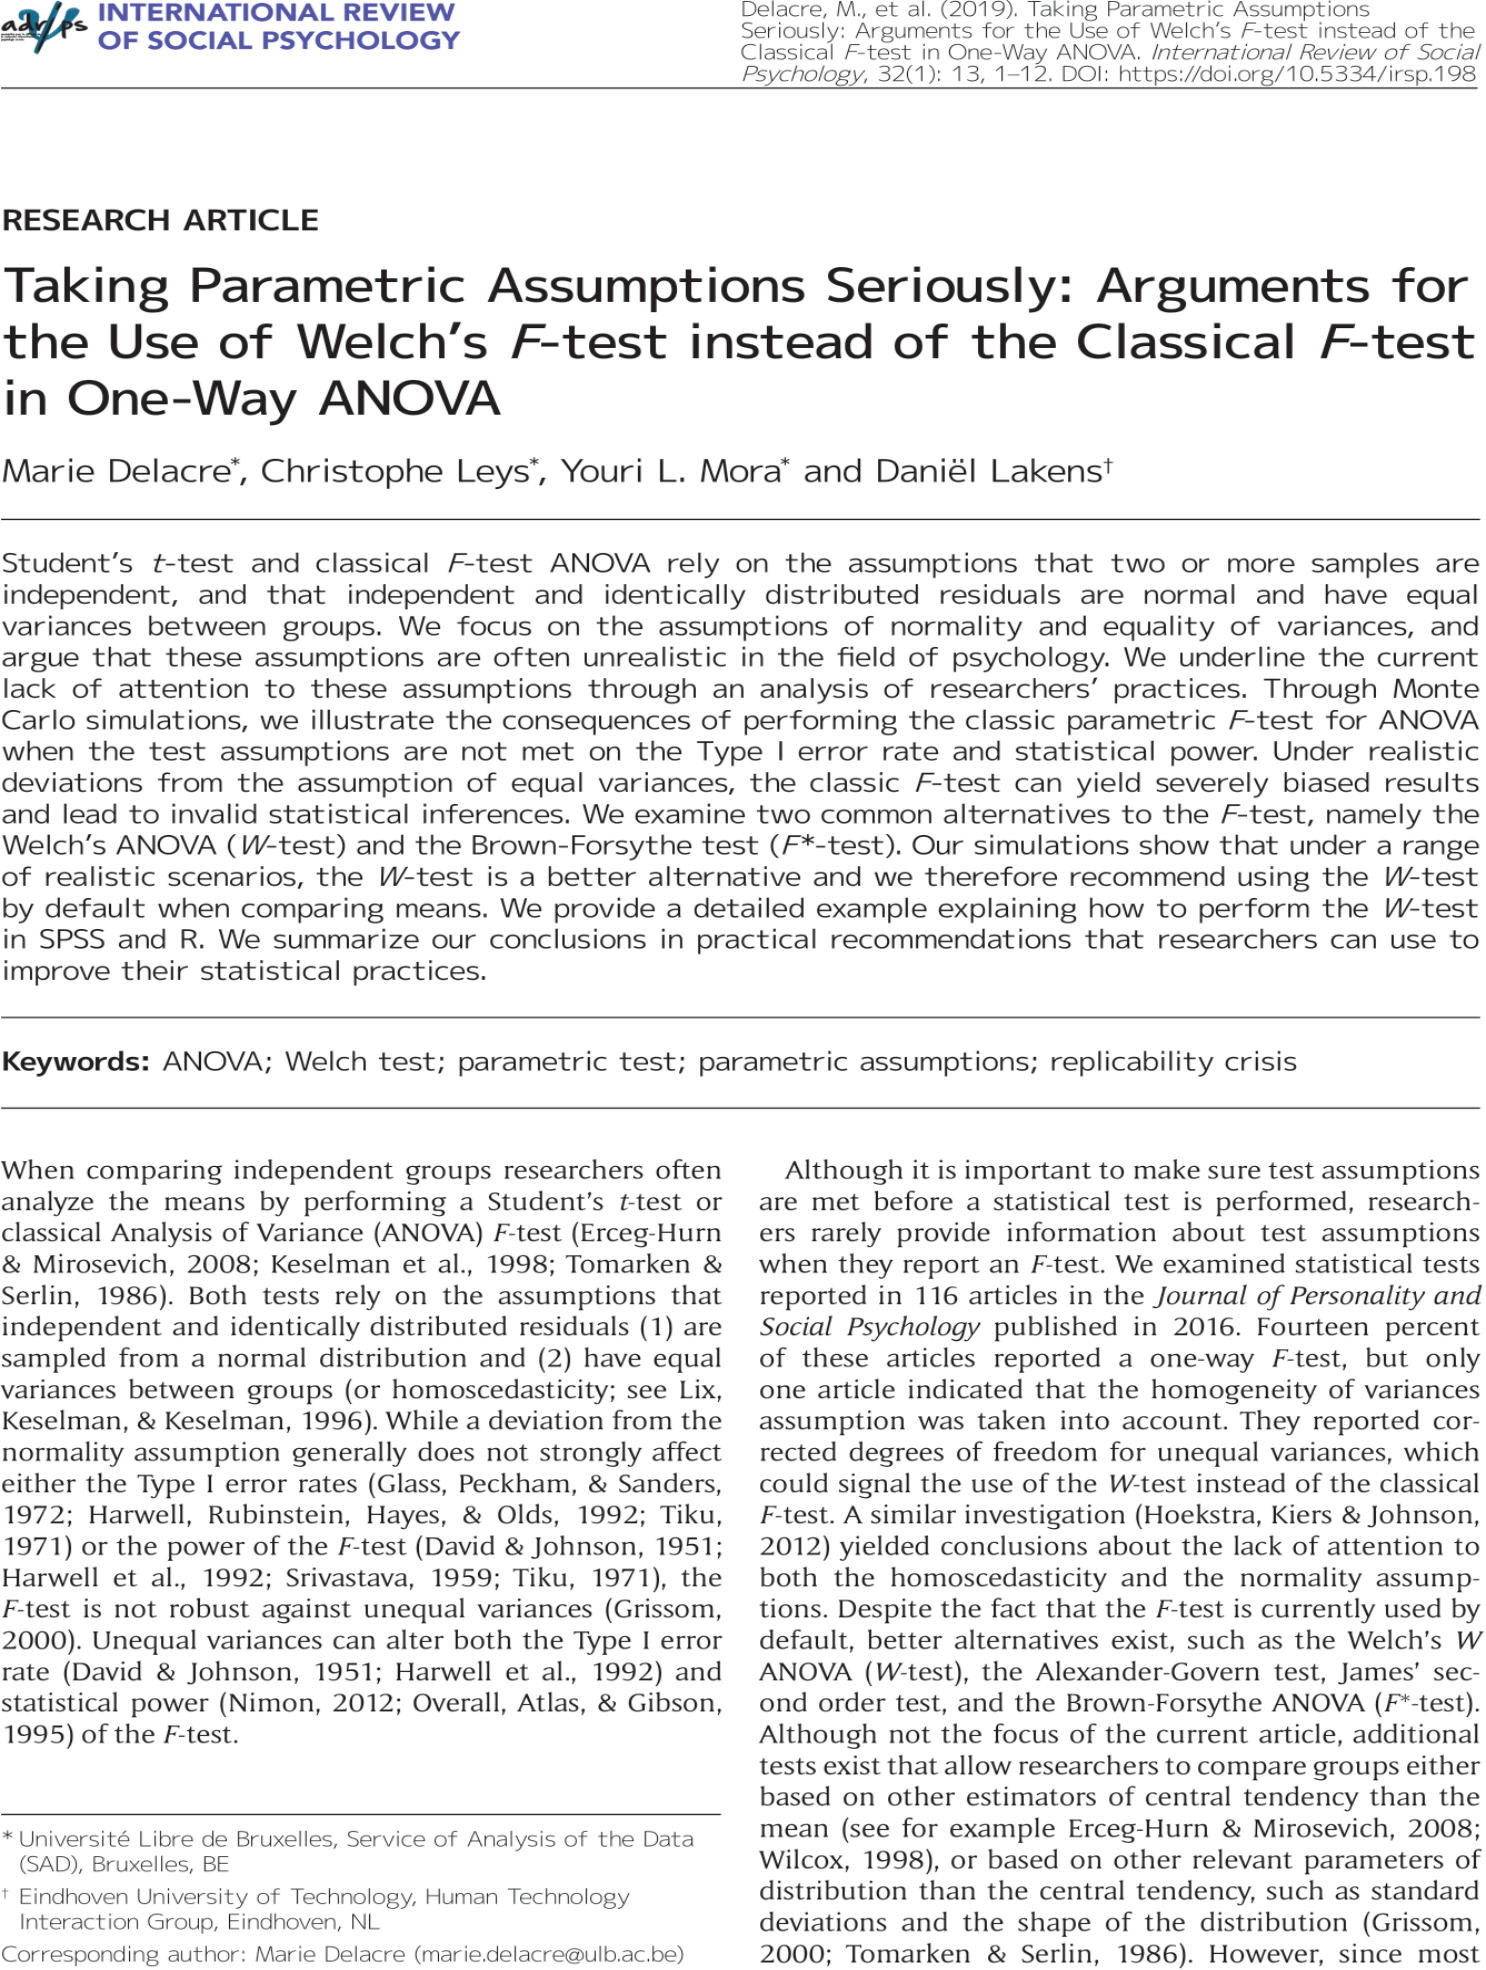 adrips
INTERNATIONAL REVIEW
OF SOCIAL PSYCHOLOGY
Delacre, M., et al. (2019). Taking Parametric Assumptions
Seriously: Arguments for the Use of Welch's F-test instead of the
Classical F-test in One-Way ANOVA. International Review of Social
Psychology, 32(1): 13, 1–12. DOI: https://doi.org/10.5334/irsp.198
RESEARCH ARTICLE
Taking Parametric Assumptions Seriously: Arguments for
the Use of Welch's F-test instead of the Classical F-test
in One-Way ANOVA
Marie Delacre*, Christophe Leys*, Youri L. Mora* and Daniël Lakens†
Student's t-test and classical F-test ANOVA rely on the assumptions that two or more samples are
independent, and that independent and identically distributed residuals are normal and have equal
variances between groups. We focus on the assumptions of normality and equality of variances, and
argue that these assumptions are often unrealistic in the field of psychology. We underline the current
lack of attention to these assumptions through an analysis of researchers' practices. Through Monte
Carlo simulations, we illustrate the consequences of performing the classic parametric F-test for ANOVA
when the test assumptions are not met on the Type I error rate and statistical power. Under realistic
deviations from the assumption of equal variances, the classic F-test can yield severely biased results
and lead to invalid statistical inferences. We examine two common alternatives to the F-test, namely the
Welch's ANOVA (W-test) and the Brown-Forsythe test (F*-test). Our simulations show that under a range
of realistic scenarios, the W-test is a better alternative and we therefore recommend using the W-test
by default when comparing means. We provide a detailed example explaining how to perform the W-test
in SPSS and R. We summarize our conclusions in practical recommendations that researchers can use to
improve their statistical practices.
Keywords: ANOVA; Welch test; parametric test; parametric assumptions; replicability crisis
When comparing independent groups researchers often
analyze the means by performing a Student's t-test or
classical Analysis of Variance (ANOVA) F-test (Erceg-Hurn
& Mirosevich, 2008; Keselman et al., 1998; Tomarken &
Serlin, 1986). Both tests rely on the assumptions that
independent and identically distributed residuals (1) are
sampled from a normal distribution and (2) have equal
variances between groups (or homoscedasticity; see Lix,
Keselman, & Keselman, 1996). While a deviation from the
normality assumption generally does not strongly affect
either the Type I error rates (Glass, Peckham, & Sanders,
1972; Harwell, Rubinstein, Hayes, & Olds, 1992; Tiku,
1971) or the power of the F-test (David & Johnson, 1951;
Harwell et al., 1992; Srivastava, 1959; Tiku, 1971), the
F-test is not robust against unequal variances (Grissom,
2000). Unequal variances can alter both the Type I error
rate (David & Johnson, 1951; Harwell et al., 1992) and
statistical power (Nimon, 2012; Overall, Atlas, & Gibson,
1995) of the F-test.
* Université Libre de Bruxelles, Service of Analysis of the Data
(SAD), Bruxelles, BE
† Eindhoven University of Technology, Human Technology
Interaction Group, Eindhoven, NL
Corresponding author: Marie Delacre (marie.delacre@ulb.ac.be)
Although it is important to make sure test assumptions
are met before a statistical test is performed, research-
ers rarely provide information about test assumptions
when they report an F-test. We examined statistical tests
reported in 116 articles in the Journal of Personality and
Social Psychology published in 2016. Fourteen percent
of these articles reported a one-way F-test, but only
one article indicated that the homogeneity of variances
assumption was taken into account. They reported cor-
rected degrees of freedom for unequal variances, which
could signal the use of the W-test instead of the classical
F-test. A similar investigation (Hoekstra, Kiers & Johnson,
2012) yielded conclusions about the lack of attention to
both the homoscedasticity and the normality assump-
tions. Despite the fact that the F-test is currently used by
default, better alternatives exist, such as the Welch's W
ANOVA (W-test), the Alexander-Govern test, James' sec-
ond order test, and the Brown-Forsythe ANOVA (F*-test).
Although not the focus of the current article, additional
tests exist that allow researchers to compare groups either
based on other estimators of central tendency than the
mean (see for example Erceg-Hurn & Mirosevich, 2008;
Wilcox, 1998), or based on other relevant parameters of
distribution than the central tendency, such as standard
deviations and the shape of the distribution (Grissom,
2000; Tomarken & Serlin, 1986). However, since most